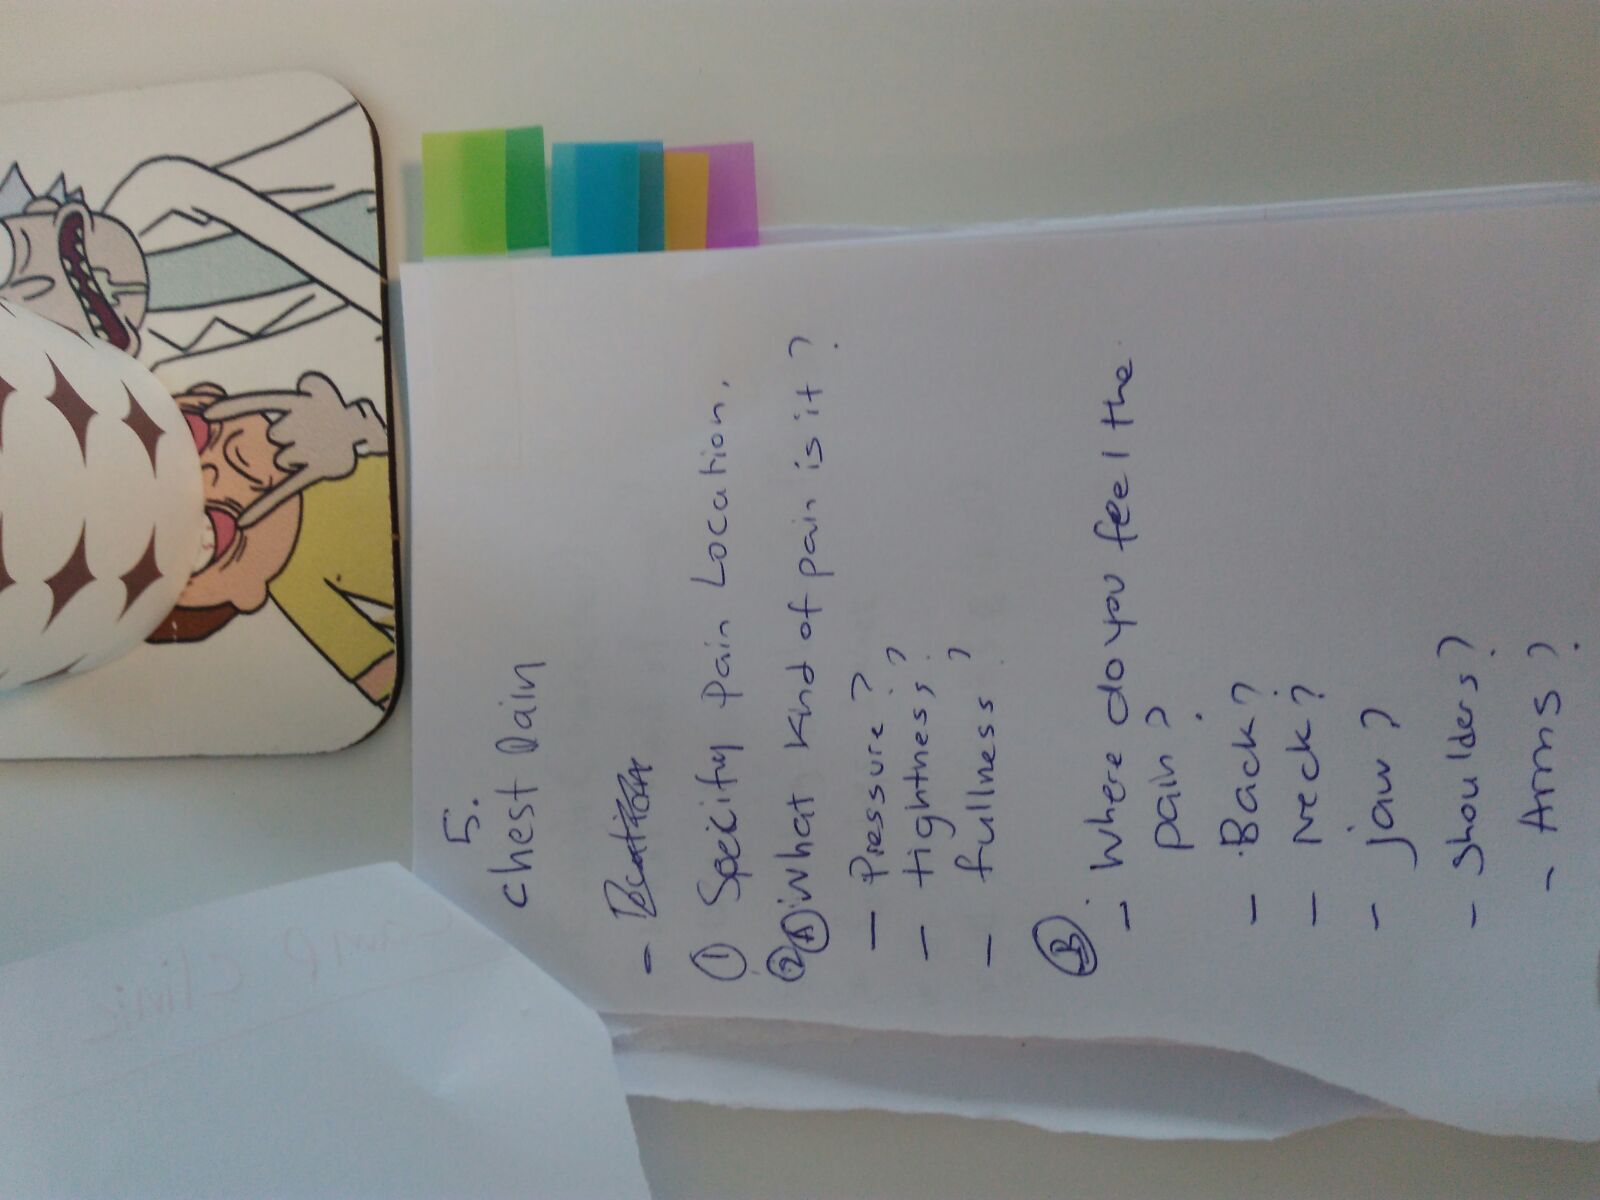 5.
Chest Pain
-
① Specify pain Location.
② Ⓐ What kind of pain is it?
— Pressure?
— tightness?
— fullness?
Ⓑ
- Where do you feel the
pain?
- Back?
- Neck?
- jaw?
- Shoulders?
- Arms?